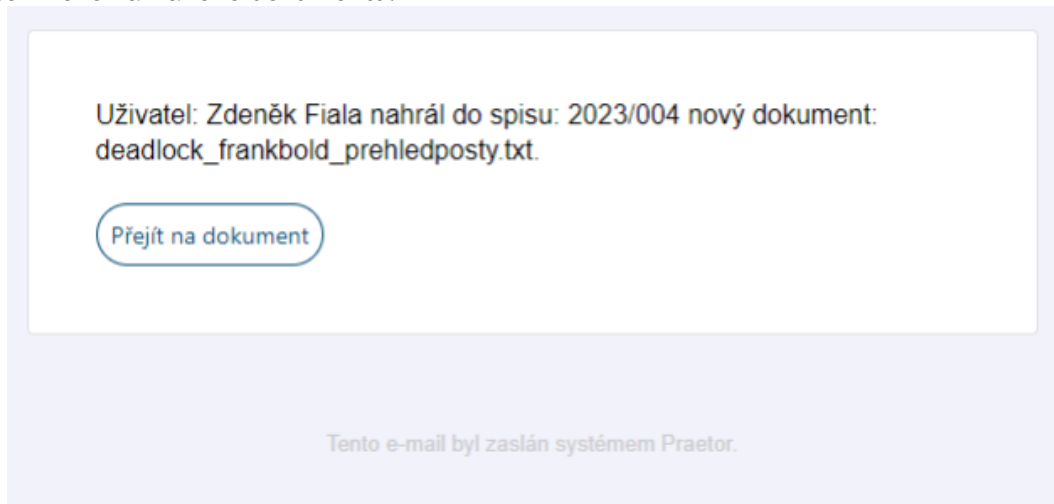 Uživatel: Zdeněk Fiala nahrál do spisu: 2023/004 nový dokument:
deadlock_frankbold_prehledposty.txt.
Přejít na dokument
Tento e-mail byl zaslán systémem Praetor.